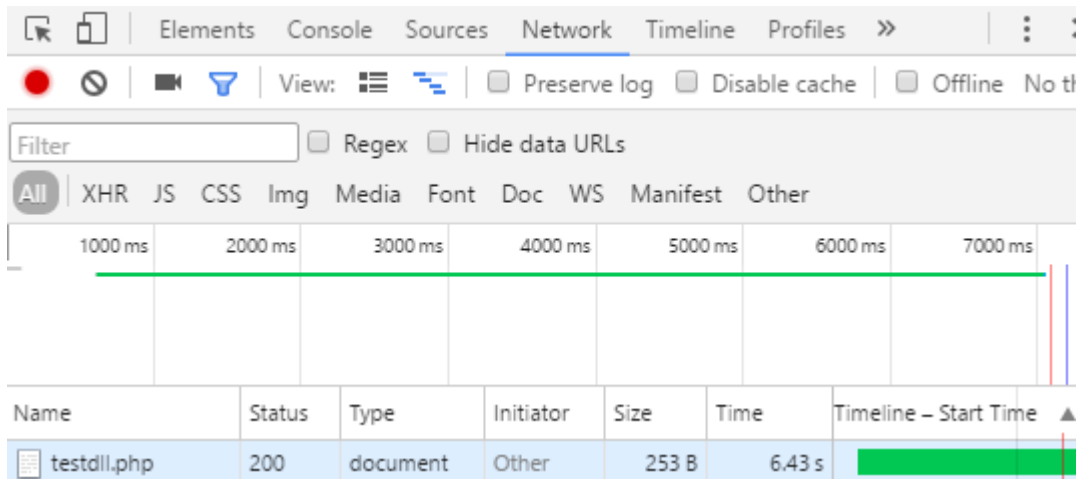 Elements Console Sources Network Timeline Profiles »
View: Preserve log Disable cache Offline No th
Filter Regex Hide data URLs
All XHR JS CSS Img Media Font Doc WS Manifest Other
1000 ms 2000 ms 3000 ms 4000 ms 5000 ms 6000 ms 7000 ms
Name Status Type Initiator Size Time Timeline – Start Time
testdll.php 200 document Other 253 B 6.43 s